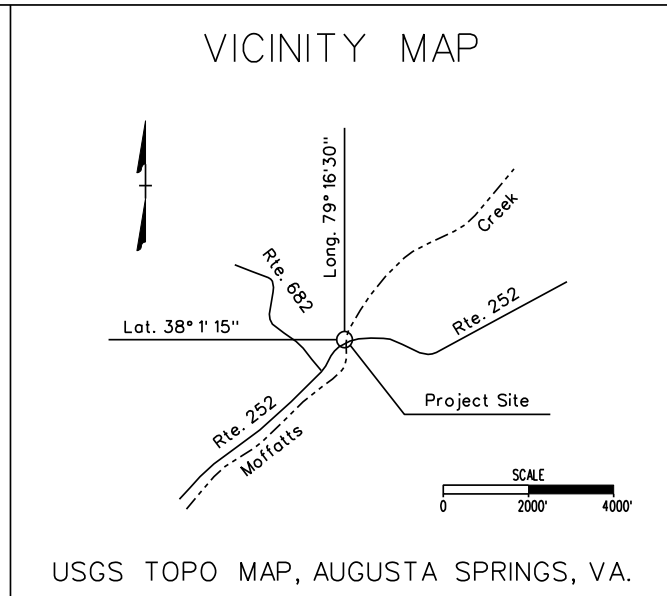 VICINITY MAP
Long. 79° 16'30"
Creek
Rte. 682
Rte. 252
Lat. 38° 1' 15"
Project Site
Rte. 252
Moffatts
SCALE
0 2000' 4000'
USGS TOPO MAP, AUGUSTA SPRINGS, VA.